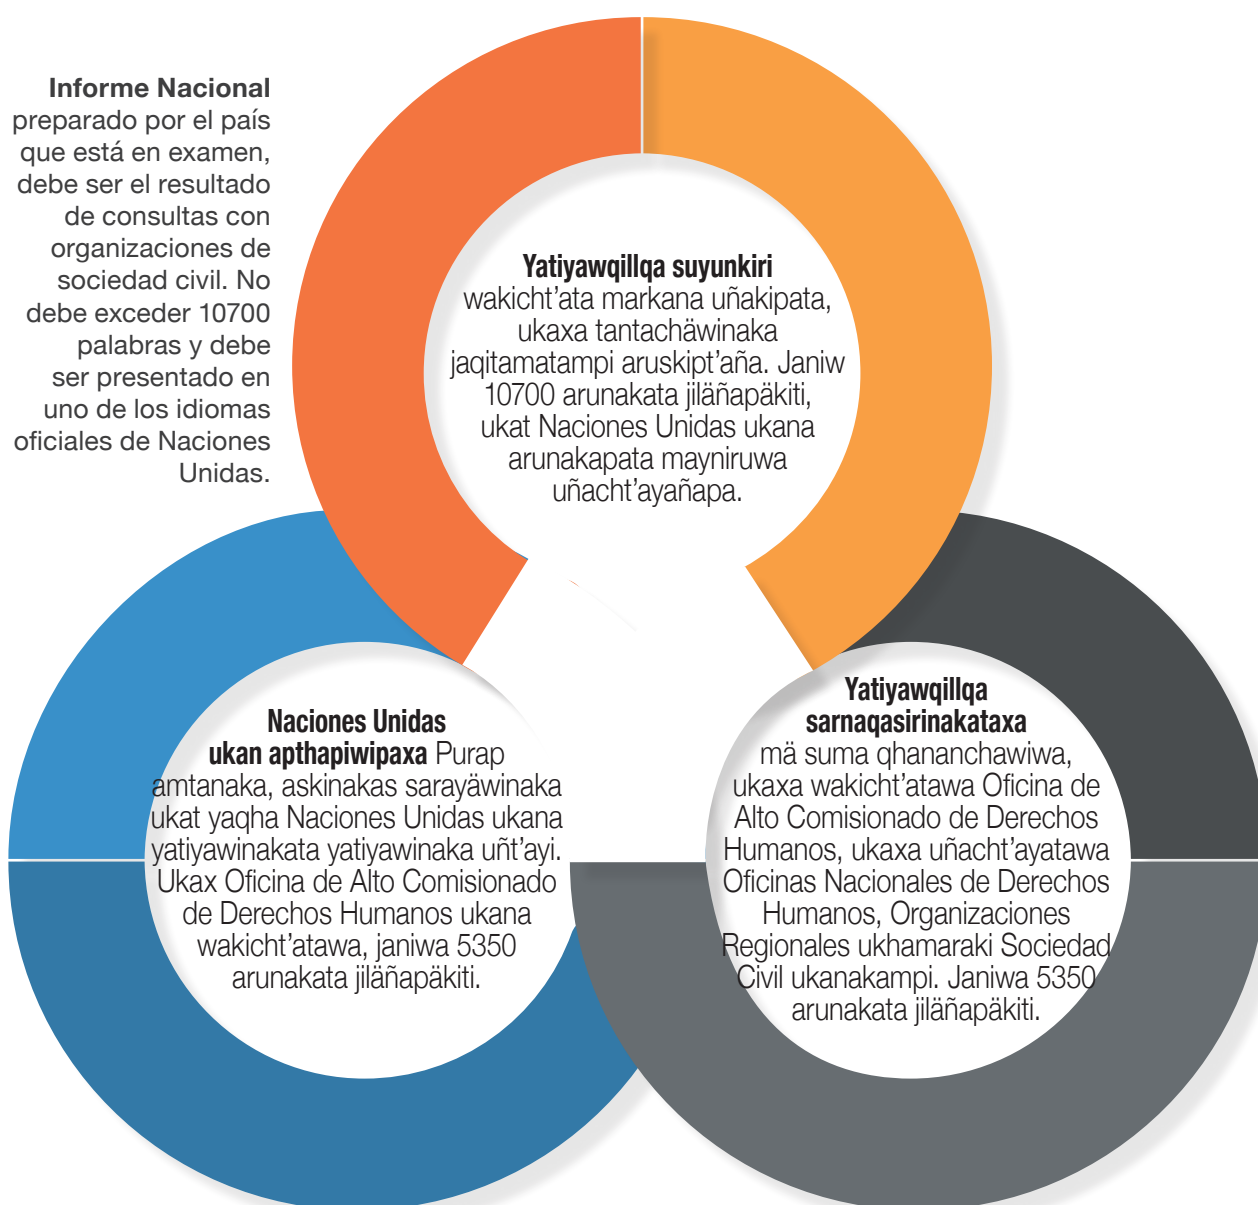 Informe Nacional
preparado por el país
que está en examen,
debe ser el resultado
de consultas con
organizaciones de
sociedad civil. No
debe exceder 10700
palabras y debe
ser presentado en
uno de los idiomas
oficiales de Naciones
Unidas.
Yatiyawqillqa suyunkiri
wakicht’ata markana uñakipata,
ukaxa tantachäwinaka
jaqitamatampi aruskipt’aña. Janiw
10700 arunakata jiläñapäkiti,
ukat Naciones Unidas ukana
arunakapata mayniruwa
uñacht’ayañapa.
Naciones Unidas
ukan apthapiwipaxa Purap
amtanaka, askinakas sarayäwinaka
ukat yaqha Naciones Unidas ukana
yatiyawinakata yatiyawinaka uñt’ayi.
Ukax Oficina de Alto Comisionado
de Derechos Humanos ukana
wakicht’atawa, janiwa 5350
arunakata jiläñapäkiti.
Yatiyawqillqa
sarnaqasirinakataxa
mä suma qhananchawiwa,
ukaxa wakicht’atawa Oficina de
Alto Comisionado de Derechos
Humanos, ukaxa uñacht’ayatawa
Oficinas Nacionales de Derechos
Humanos, Organizaciones
Regionales ukhamaraki Sociedad
Civil ukanakampi. Janiwa 5350
arunakata jiläñapäkiti.